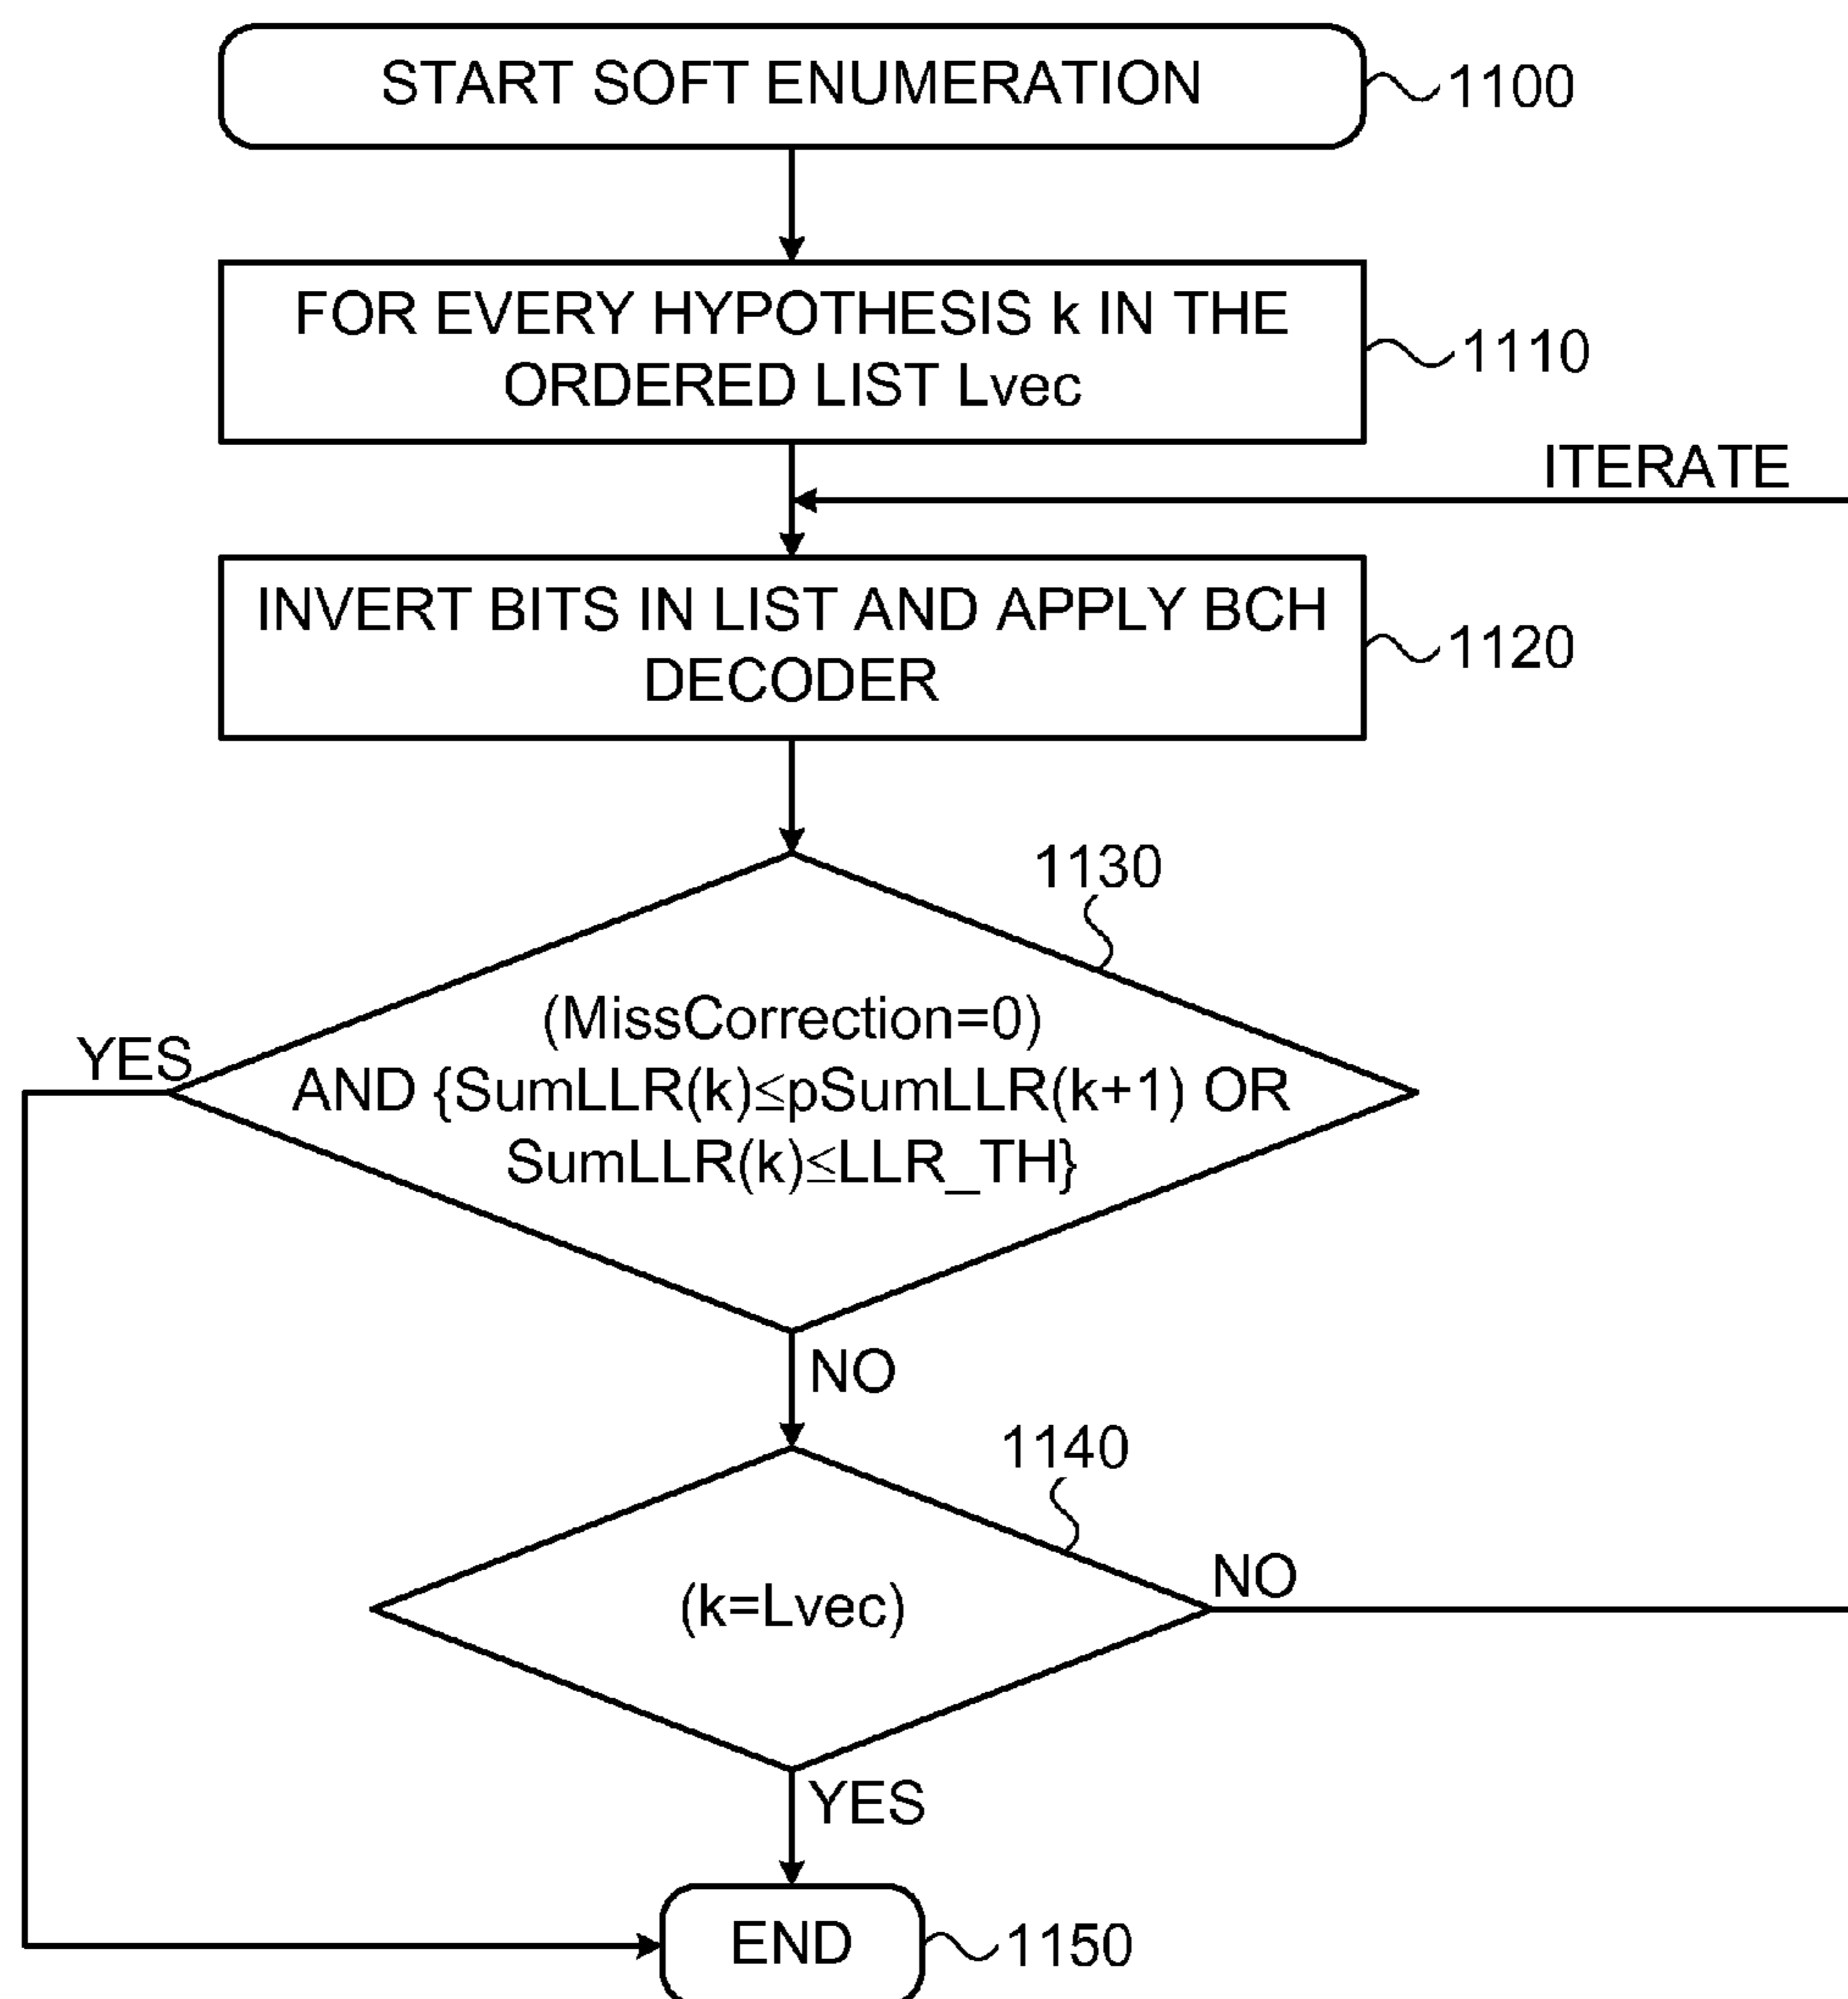 START SOFT ENUMERATION
1100
FOR EVERY HYPOTHESIS k IN THE
ORDERED LIST Lvec
1110
ITERATE
INVERT BITS IN LIST AND APPLY BCH
DECODER
1120
1130
(MissCorrection=0)
AND {SumLLR(k)≤pSumLLR(k+1) OR
SumLLR(k)≤LLR_TH}
YES
NO
1140
(k=Lvec)
NO
YES
END
1150